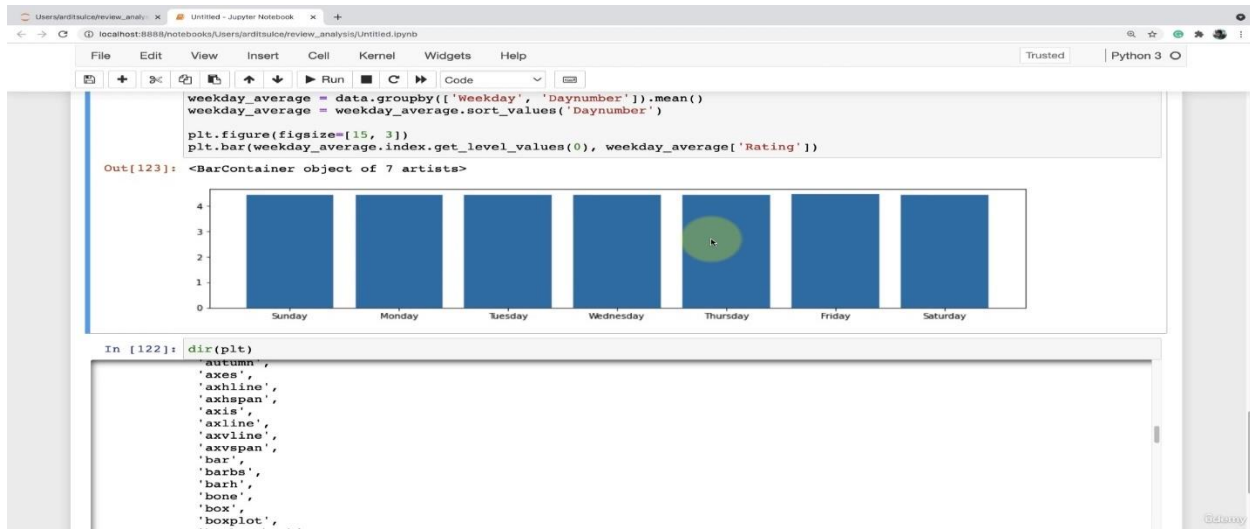 Users/arditsulce/review_analy
Untitled - Jupyter Notebook
localhost:8888/notebooks/Users/arditsulce/review_analysis/Untitled.ipynb
File Edit View Insert Cell Kernel Widgets Help
Trusted Python 3
Run Code
weekday_average = data.groupby(['Weekday', 'Daynumber']).mean()
weekday_average = weekday_average.sort_values('Daynumber')
plt.figure(figsize=[15, 3])
plt.bar(weekday_average.index.get_level_values(0), weekday_average['Rating'])
Out[123]: <BarContainer object of 7 artists>
4
3
2
1
0
Sunday Monday Tuesday Wednesday Thursday Friday Saturday
In [122]: dir(plt)
'autumn',
'axes',
'axhline',
'axhspan',
'axis',
'axline',
'axvline',
'axvspan',
'bar',
'barbs',
'barh',
'bone',
'box',
'boxplot',
Udemy